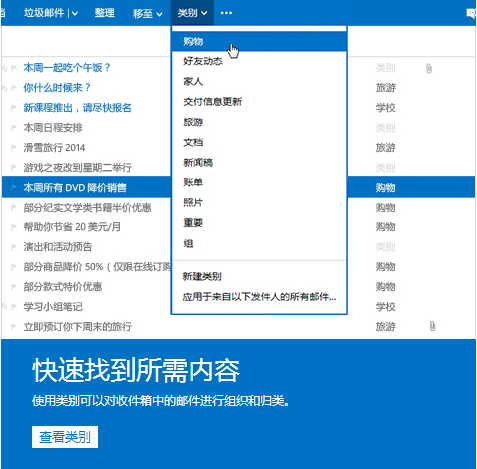 垃圾邮件 整理 移至 类别 •••
购物
好友动态
家人
交付信息更新
旅游
文档
新闻稿
账单
照片
重要
组
新建类别
应用于来自以下发件人的所有邮件...
本周一起吃个午饭？ 类别
你什么时候来？ 旅游
新课程推出，请尽快报名 学校
本周日程安排 类别
滑雪旅行 2014 旅游
游戏之夜改到星期二举行 类别
本周所有 DVD 降价销售 购物
部分纪实文学类书籍半价优惠 购物
帮助你节省 20 美元/月 购物
演出和活动预告 类别
部分商品降价 50%（仅限在线订购 购物
部分款式特价优惠 购物
学习小组笔记 学校
立即预订你下周末的旅行 旅游
快速找到所需内容
使用类别可以对收件箱中的邮件进行组织和归类。
查看类别